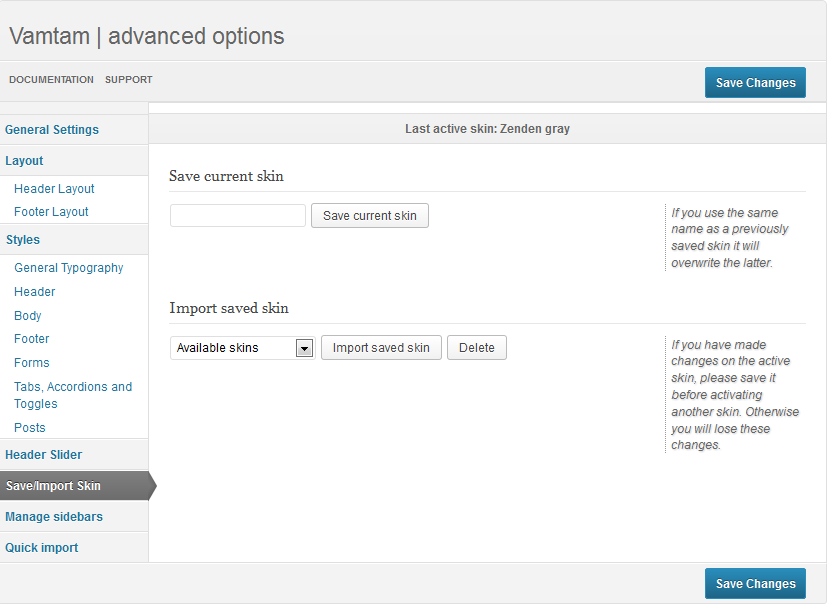 Vamtam | advanced options
DOCUMENTATION SUPPORT
Save Changes
General Settings
Layout
Header Layout
Footer Layout
Styles
General Typography
Header
Body
Footer
Forms
Tabs, Accordions and
Toggles
Posts
Header Slider
Save/Import Skin
Manage sidebars
Quick import
Last active skin: Zenden gray
Save current skin
Save current skin
If you use the same
name as a previously
saved skin it will
overwrite the latter.
Import saved skin
Available skins
Import saved skin
Delete
If you have made
changes on the active
skin, please save it
before activating
another skin. Otherwise
you will lose these
changes.
Save Changes